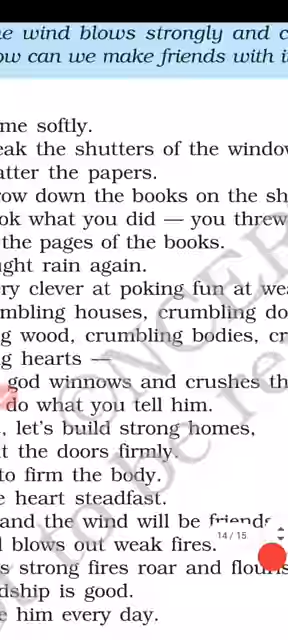 e wind blows strongly and c
ow can we make friends with i
me softly.
eak the shutters of the window
atter the papers.
row down the books on the sh
ok what you did — you threw
the pages of the books.
ught rain again.
ry clever at poking fun at wea
mbling houses, crumbling do
g wood, crumbling bodies, cr
g hearts —
god winnows and crushes th
do what you tell him.
, let's build strong homes,
t the doors firmly.
to firm the body.
e heart steadfast.
and the wind will be friends
l blows out weak fires.
14 / 15
s strong fires roar and flouris
dship is good.
e him every day.